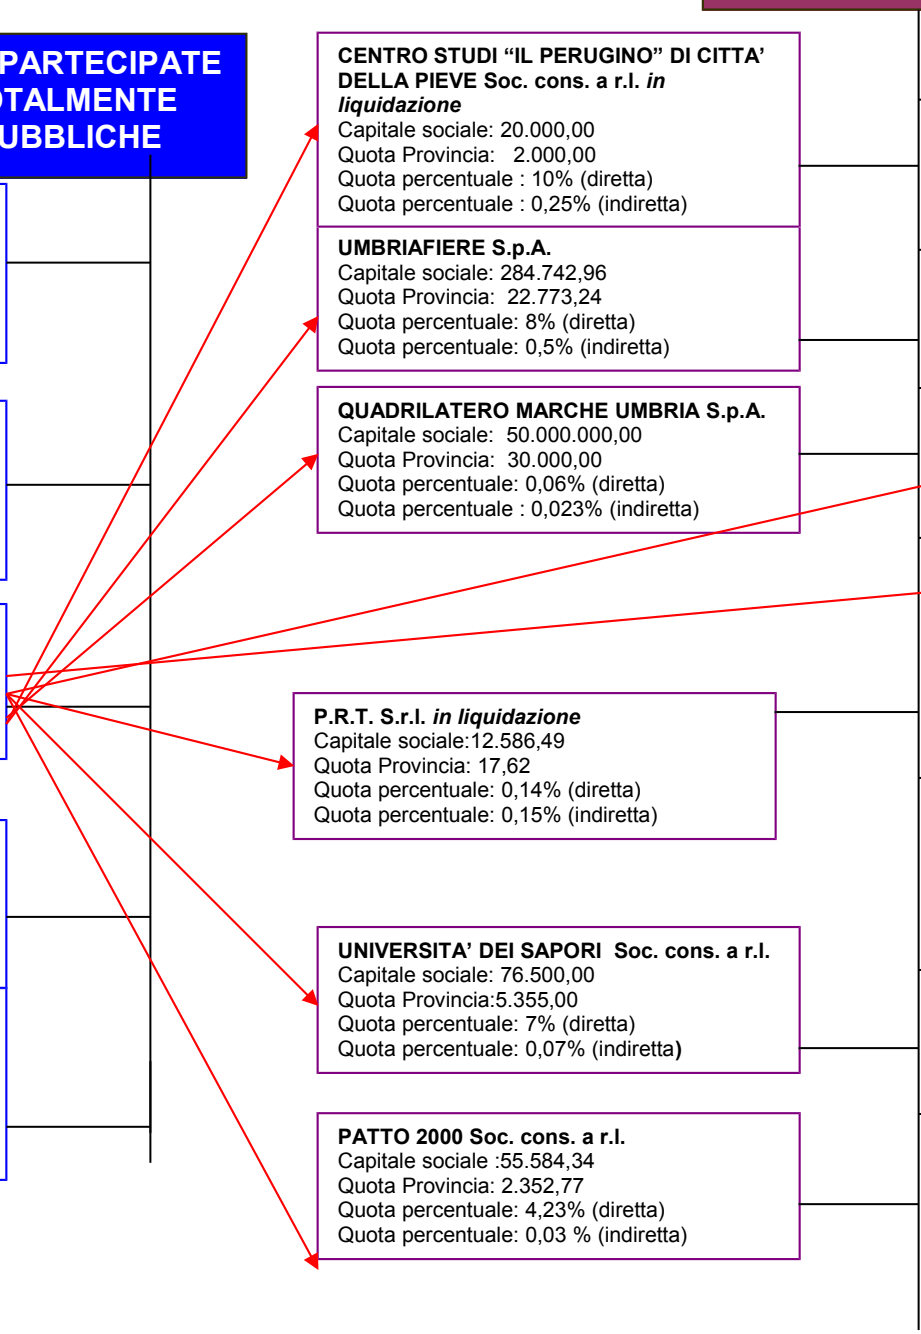 PARTECIPATE
OTALMENTE
UBBLICHE
CENTRO STUDI “IL PERUGINO” DI CITTA’
DELLA PIEVE Soc. cons. a r.l. in
liquidazione
Capitale sociale: 20.000,00
Quota Provincia: 2.000,00
Quota percentuale : 10% (diretta)
Quota percentuale : 0,25% (indiretta)
UMBRIAFIERE S.p.A.
Capitale sociale: 284.742,96
Quota Provincia: 22.773,24
Quota percentuale: 8% (diretta)
Quota percentuale: 0,5% (indiretta)
QUADRILATERO MARCHE UMBRIA S.p.A.
Capitale sociale: 50.000.000,00
Quota Provincia: 30.000,00
Quota percentuale: 0,06% (diretta)
Quota percentuale : 0,023% (indiretta)
P.R.T. S.r.l. in liquidazione
Capitale sociale:12.586,49
Quota Provincia: 17,62
Quota percentuale: 0,14% (diretta)
Quota percentuale: 0,15% (indiretta)
UNIVERSITA’ DEI SAPORI Soc. cons. a r.l.
Capitale sociale: 76.500,00
Quota Provincia:5.355,00
Quota percentuale: 7% (diretta)
Quota percentuale: 0,07% (indiretta)
PATTO 2000 Soc. cons. a r.l.
Capitale sociale :55.584,34
Quota Provincia: 2.352,77
Quota percentuale: 4,23% (diretta)
Quota percentuale: 0,03 % (indiretta)